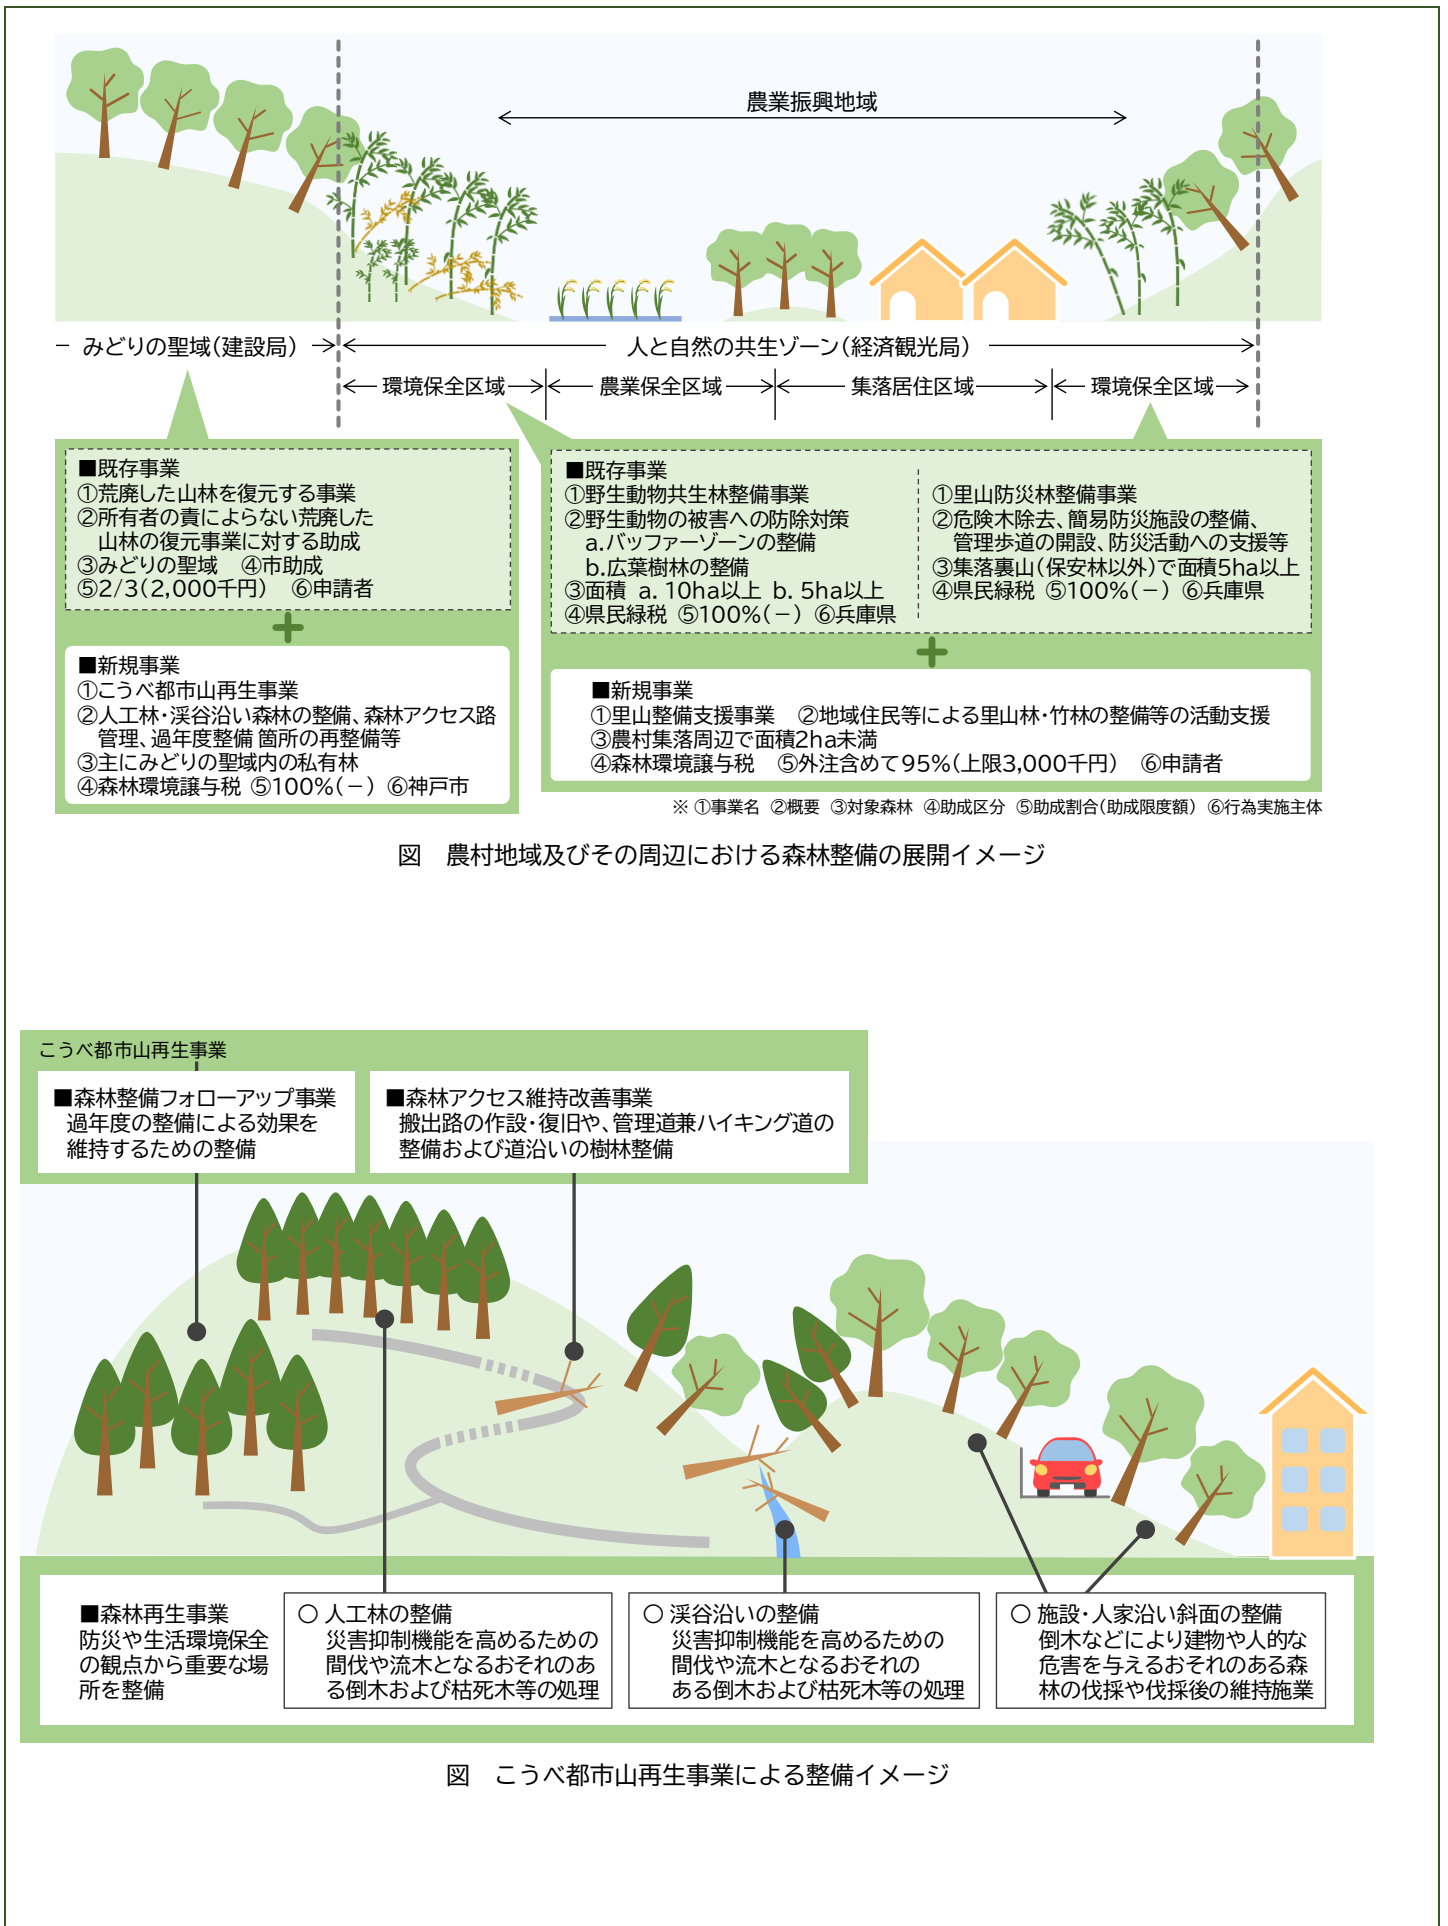 農業振興地域
みどりの聖域(建設局)
人と自然の共生ゾーン(経済観光局)
環境保全区域
農業保全区域
集落居住区域
環境保全区域
■既存事業
①荒廃した山林を復元する事業
②所有者の責によらない荒廃した
山林の復元事業に対する助成
③みどりの聖域 ④市助成
⑤2/3(2,000千円) ⑥申請者
■新規事業
①こうべ都市山再生事業
②人工林・渓谷沿い森林の整備、森林アクセス路
管理、過年度整備 箇所の再整備等
③主にみどりの聖域内の私有林
④森林環境譲与税 ⑤100%(-) ⑥神戸市
■既存事業
①野生動物共生林整備事業
②野生動物の被害への防除対策
a.バッファーゾーンの整備
b.広葉樹林の整備
③面積 a. 10ha以上 b. 5ha以上
④県民緑税 ⑤100%(-) ⑥兵庫県
①里山防災林整備事業
②危険木除去、簡易防災施設の整備、
管理歩道の開設、防災活動への支援等
③集落裏山(保安林以外)で面積5ha以上
④県民緑税 ⑤100%(-) ⑥兵庫県
■新規事業
①里山整備支援事業 ②地域住民等による里山林・竹林の整備等の活動支援
③農村集落周辺で面積2ha未満
④森林環境譲与税 ⑤外注含めて95%(上限3,000千円) ⑥申請者
※ ①事業名 ②概要 ③対象森林 ④助成区分 ⑤助成割合(助成限度額) ⑥行為実施主体
図 農村地域及びその周辺における森林整備の展開イメージ
こうべ都市山再生事業
■森林整備フォローアップ事業
過年度の整備による効果を
維持するための整備
■森林アクセス維持改善事業
搬出路の作設・復旧や、管理道兼ハイキング道の
整備および道沿いの樹林整備
■森林再生事業
防災や生活環境保全
の観点から重要な場
所を整備
○ 人工林の整備
災害抑制機能を高めるための
間伐や流木となるおそれのあ
る倒木および枯死木等の処理
○ 渓谷沿いの整備
災害抑制機能を高めるための
間伐や流木となるおそれの
ある倒木および枯死木等の処理
○ 施設・人家沿い斜面の整備
倒木などにより建物や人的な
危害を与えるおそれのある森
林の伐採や伐採後の維持施業
図 こうべ都市山再生事業による整備イメージ